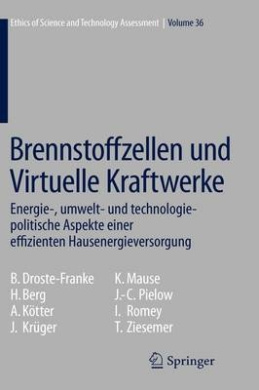 Ethics of Science and Technology Assessment | Volume 36
Brennstoffzellen und
Virtuelle Kraftwerke
Energie-, umwelt- und technologie-
politische Aspekte einer
effizienten Hausenergieversorgung
B. Droste-Franke
H. Berg
A. Kötter
J. Krüger
K. Mause
J.-C. Pielow
I. Romey
T. Ziesemer
Springer